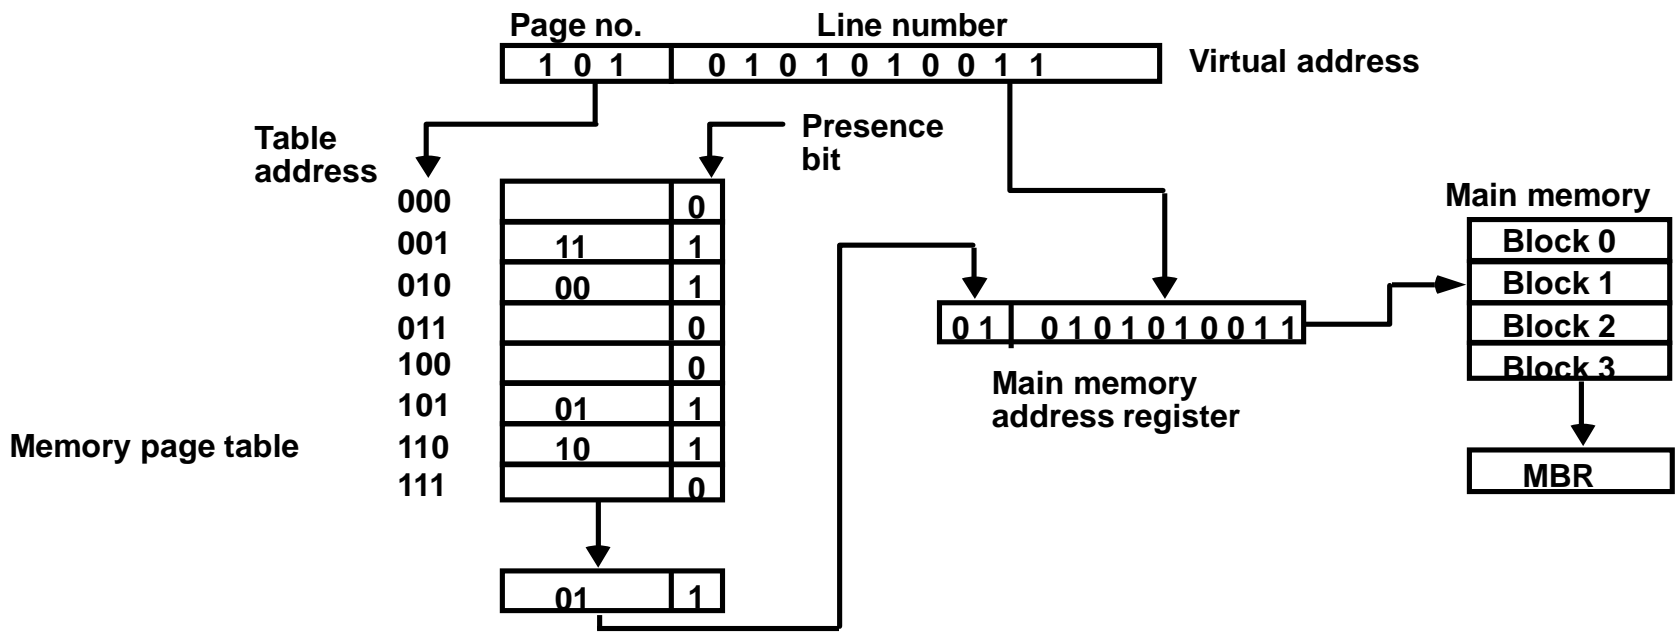 Page no. Line number
1 0 1 0 1 0 1 0 1 0 0 1 1 Virtual address
Table
address
Presence
bit
000 0
001 11 1
010 00 1
011 0
100 0
101 01 1
110 10 1
111 0
Memory page table
01 1
0 1 0 1 0 1 0 1 0 0 1 1
Main memory
address register
Main memory
Block 0
Block 1
Block 2
Block 3
MBR